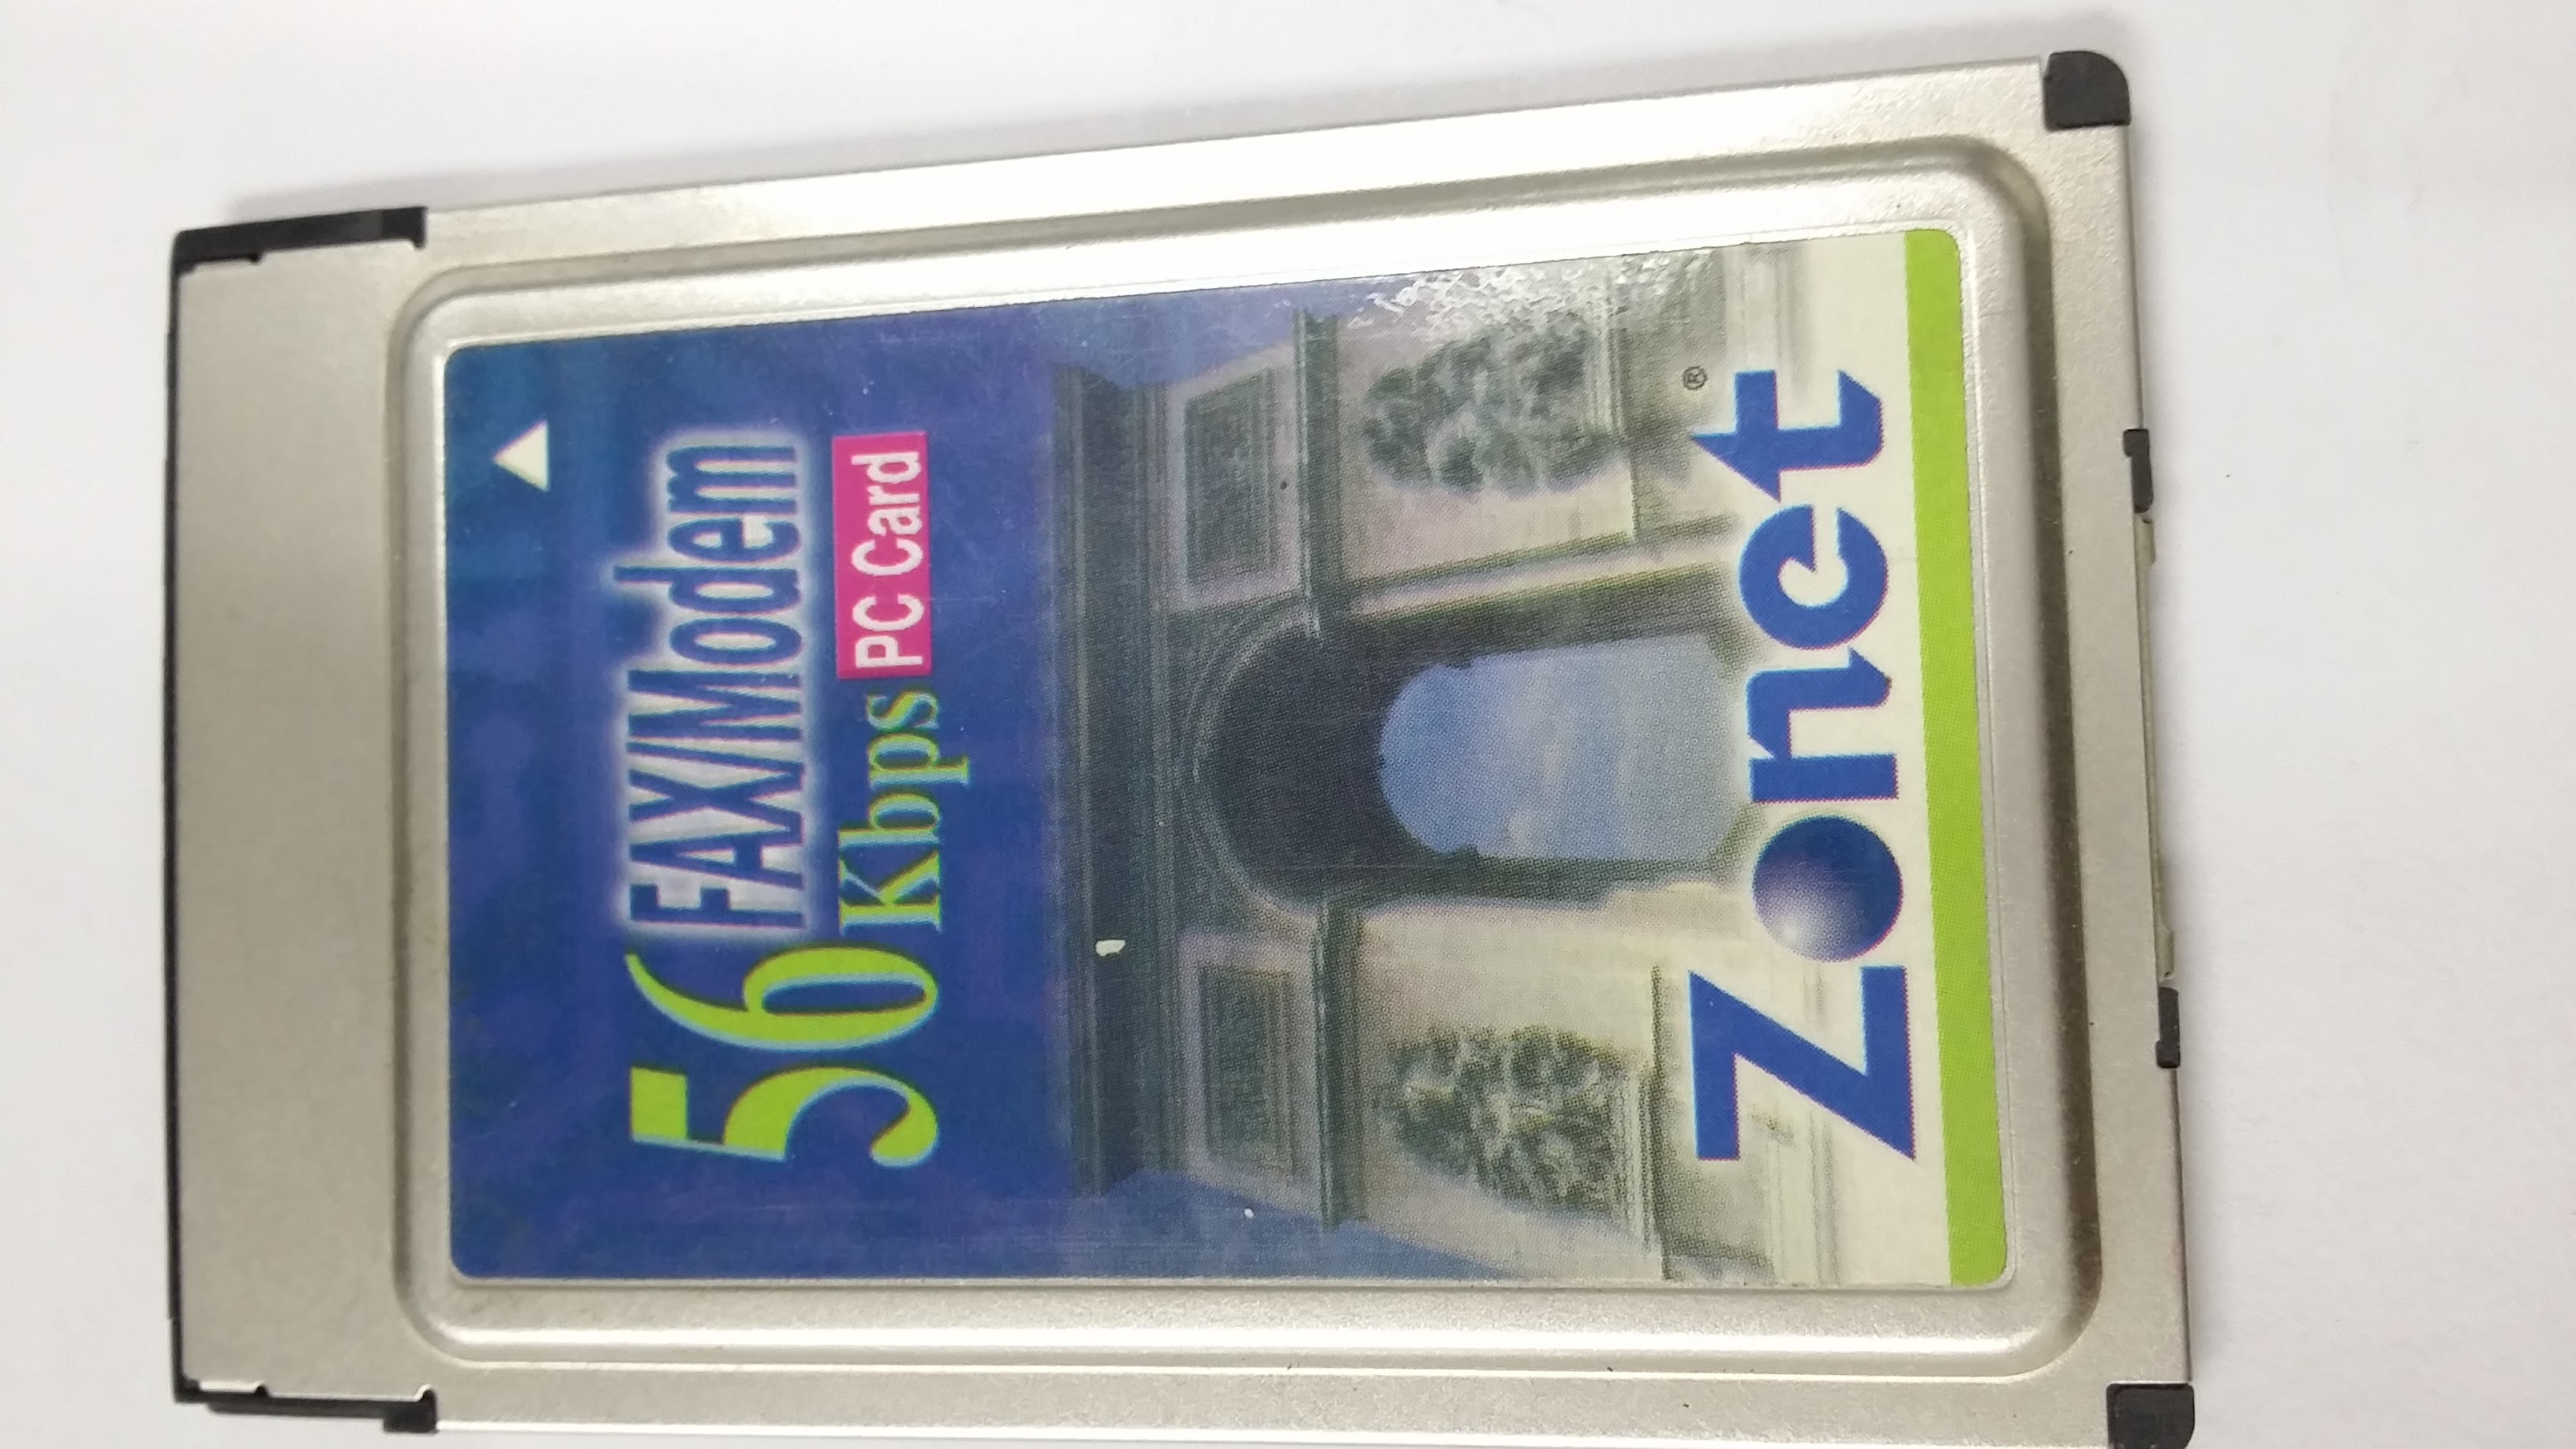 56 FAX/Modem
Kbps PC Card
Zonet ®